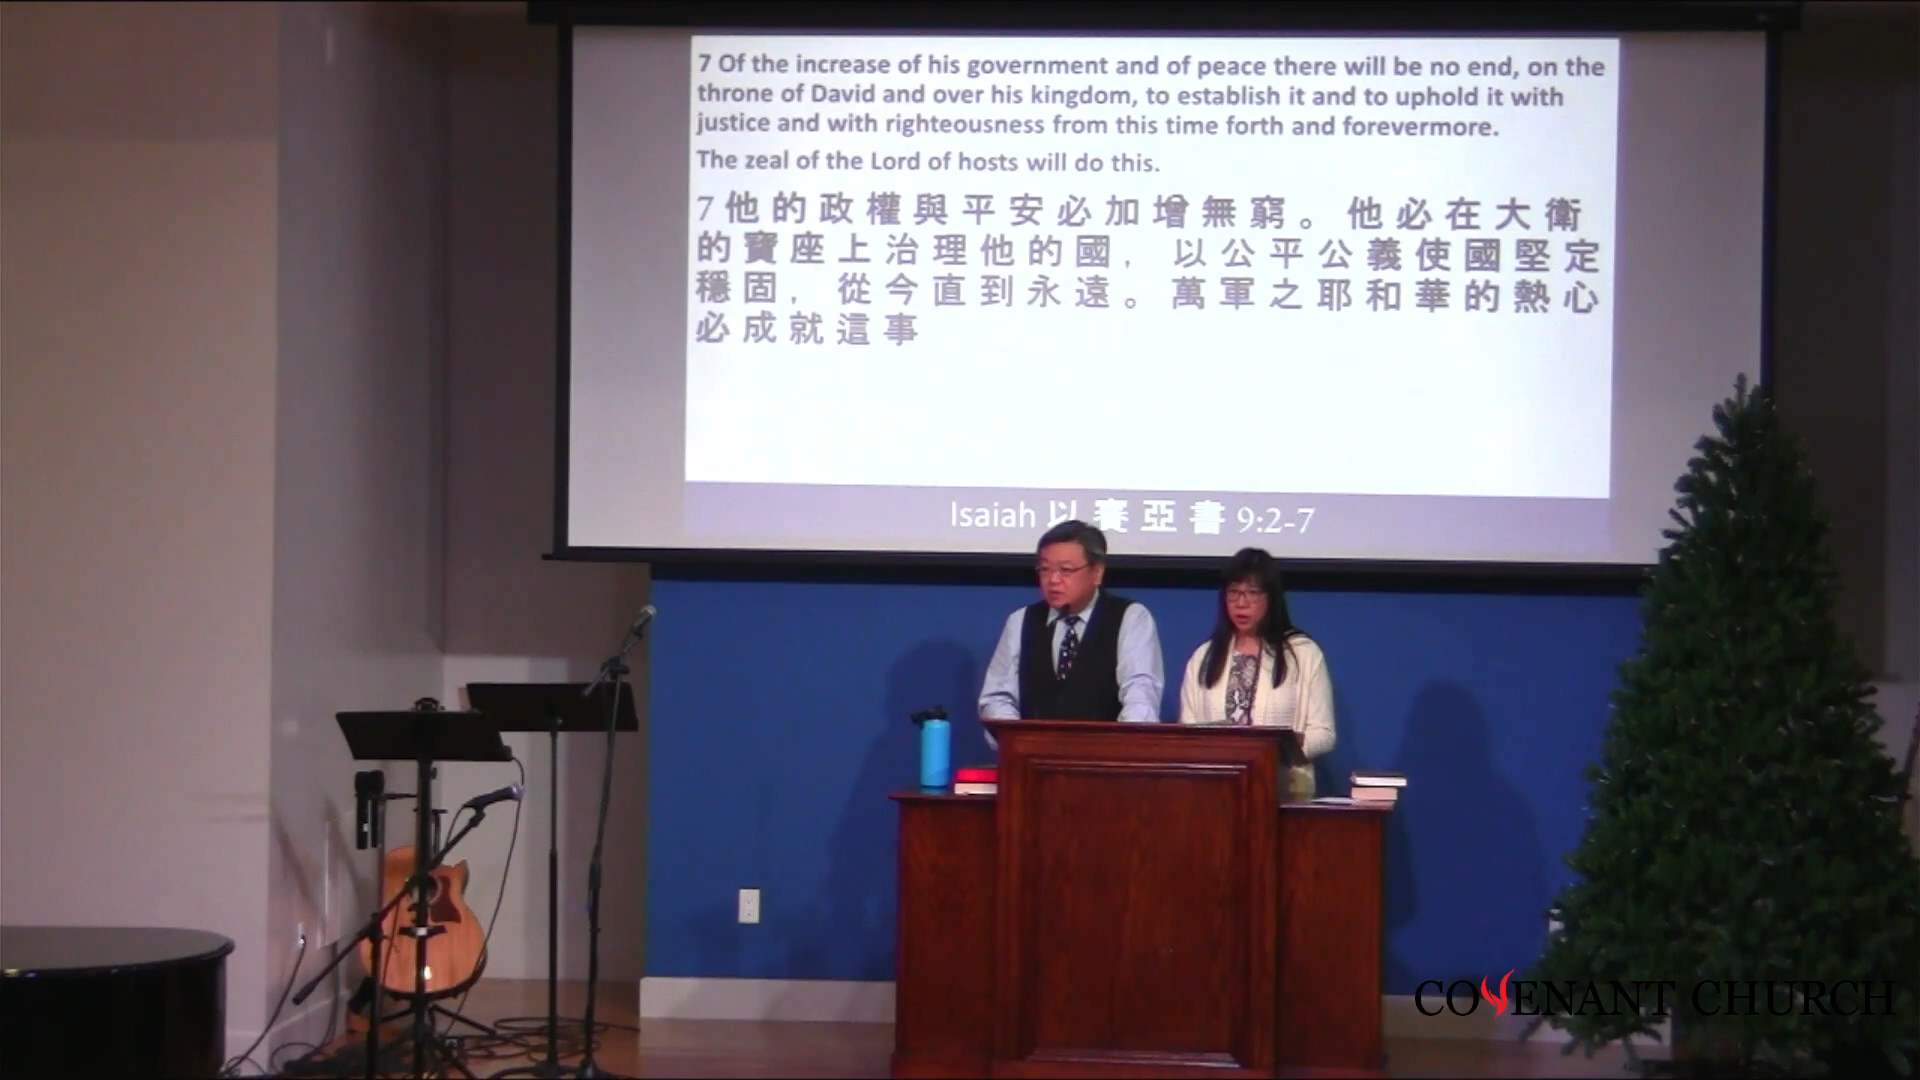 7 Of the increase of his government and of peace there will be no end, on the
throne of David and over his kingdom, to establish it and to uphold it with
justice and with righteousness from this time forth and forevermore.
The zeal of the Lord of hosts will do this.
7 他 的 政 權 與 平 安 必 加 增 無 窮 。 他 必 在 大 衛
的 寶 座 上 治 理 他 的 國 ， 以 公 平 公 義 使 國 堅 定
穩 固 ， 從 今 直 到 永 遠 。 萬 軍 之 耶 和 華 的 熱 心
必 成 就 這 事
Isaiah 以 賽 亞 書 9:2-7
COVENANT CHURCH